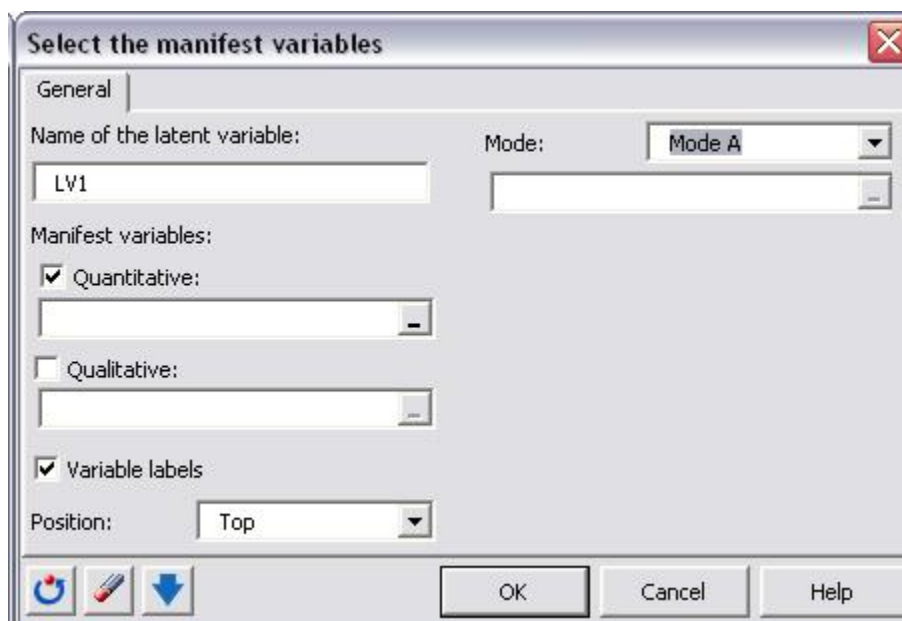 Select the manifest variables
General
Name of the latent variable:
LV1
Mode: Mode A
Manifest variables:
Quantitative:
Qualitative:
Variable labels
Position: Top
OK Cancel Help